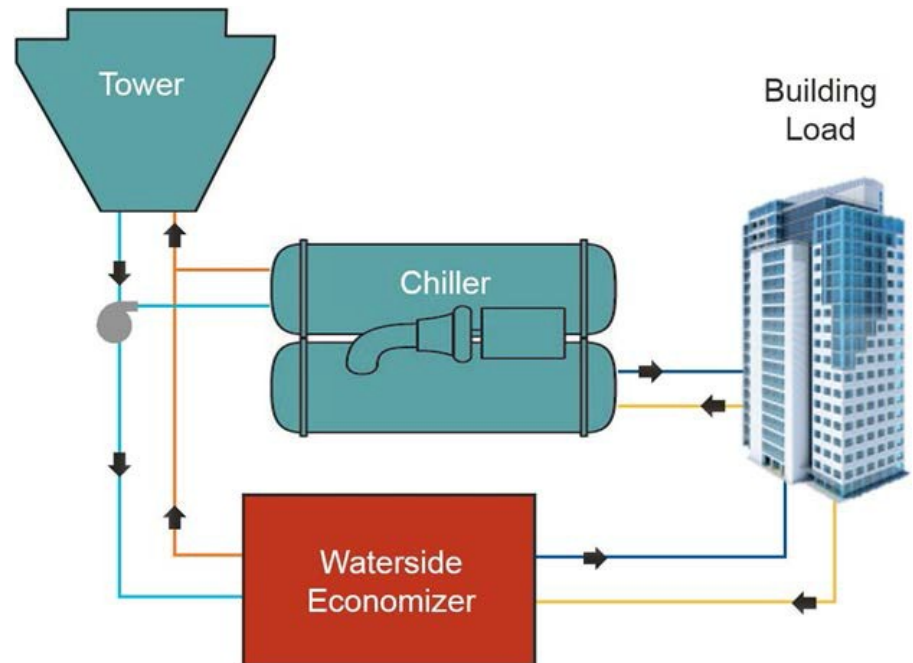 Tower
Building
Load
Chiller
Waterside
Economizer